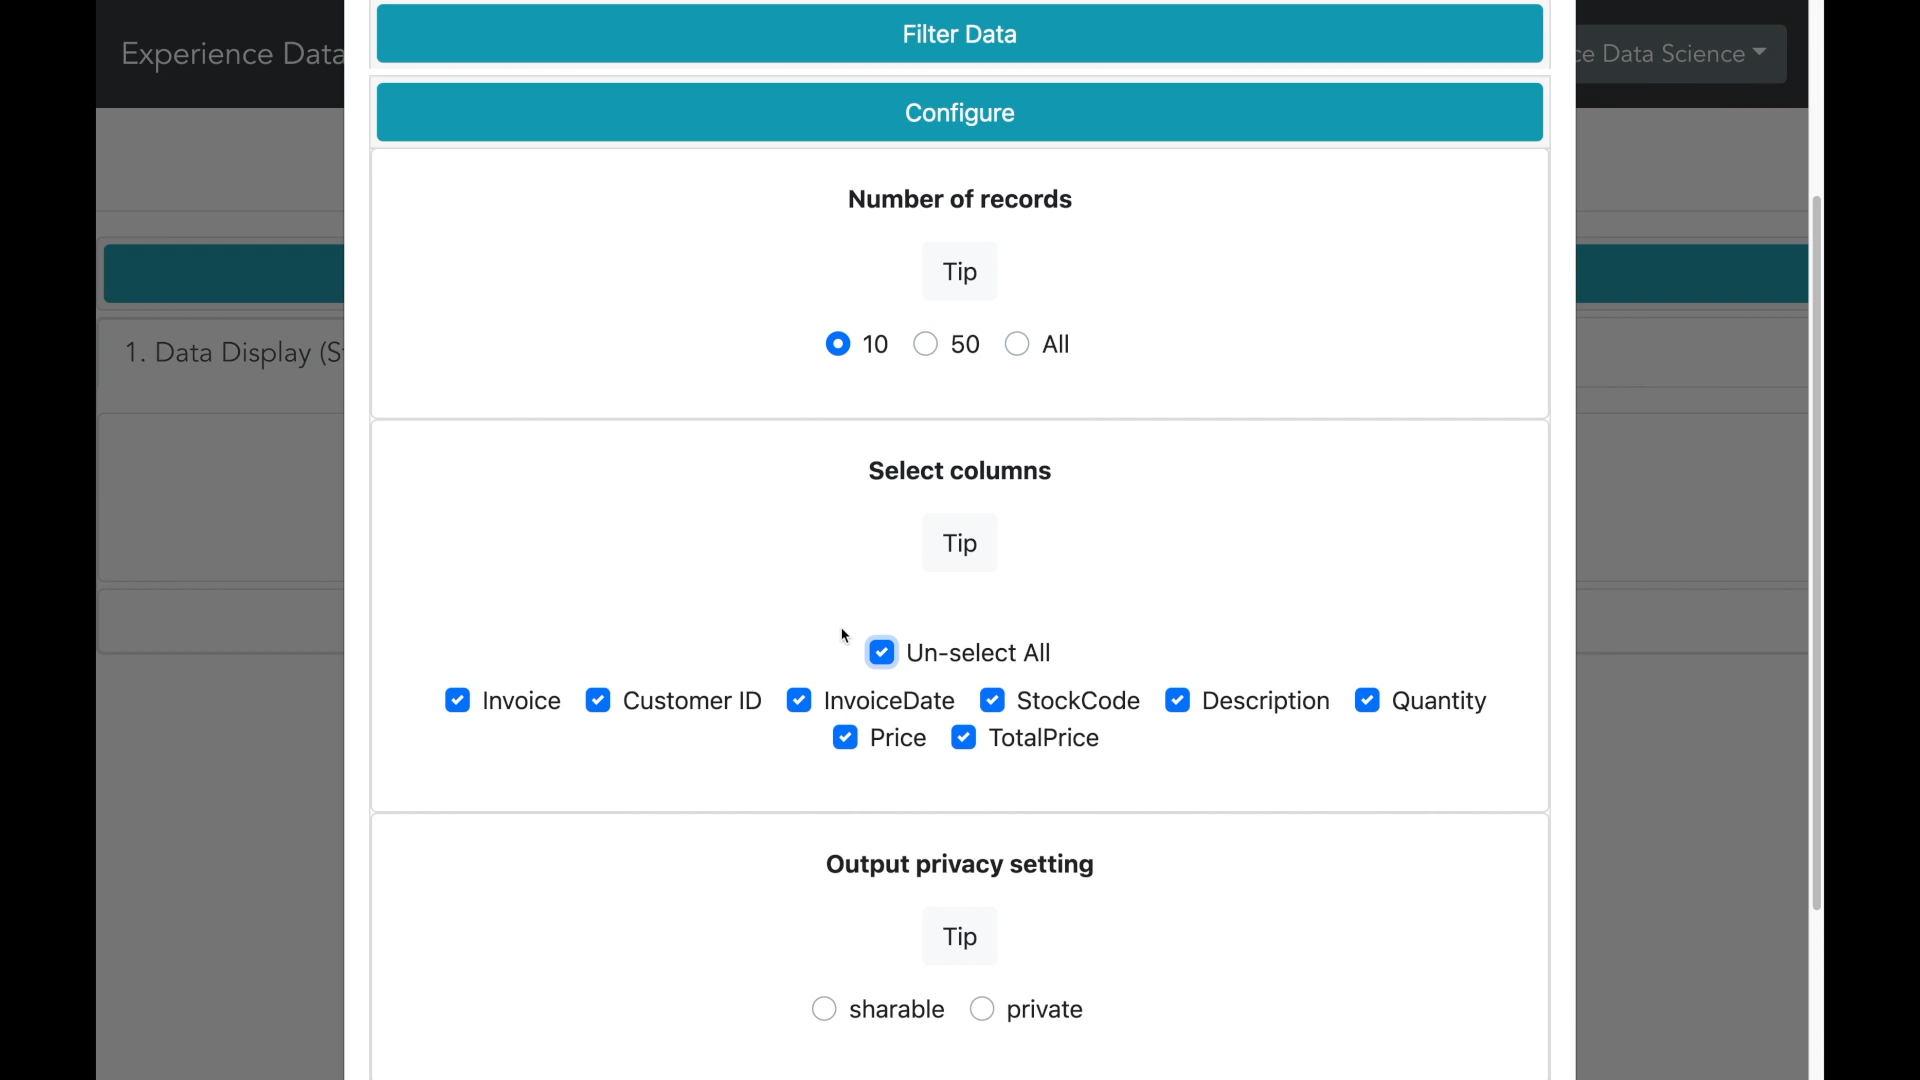 Filter Data
Experience Data
ce Data Science
Configure
Number of records
Tip
10 50 All
1. Data Display (S
Select columns
Tip
Un-select All
Invoice Customer ID InvoiceDate StockCode Description Quantity
Price TotalPrice
Output privacy setting
Tip
sharable private